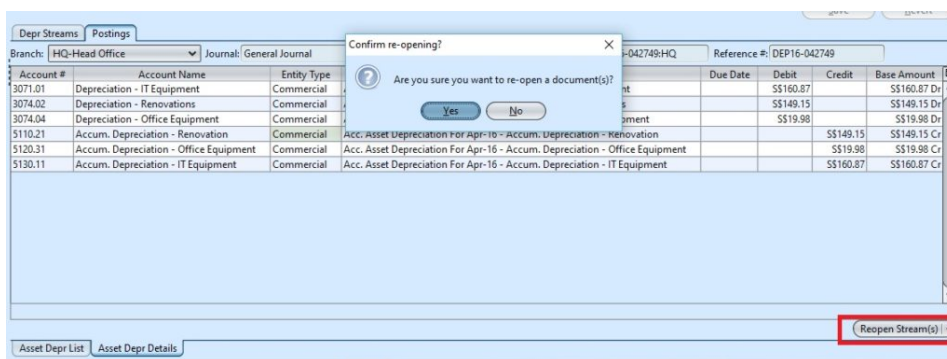 Save Revert
Depr Streams Postings
Confirm re-opening?
Branch: HQ-Head Office Journal: General Journal -042749:HQ Reference #: DEP16-042749
Account # Account Name Entity Type Due Date Debit Credit Base Amount
Are you sure you want to re-open a document(s)?
3071.01 Depreciation - IT Equipment Commercial S$160.87 S$160.87 Dr
3074.02 Depreciation - Renovations Commercial S$149.15 S$149.15 Dr
Yes No
3074.04 Depreciation - Office Equipment Commercial S$19.98 S$19.98 Dr
5110.21 Accum. Depreciation - Renovation Commercial Acc. Asset Depreciation For Apr-16 - Accum. Depreciation - Renovation S$149.15 S$149.15 Cr
5120.31 Accum. Depreciation - Office Equipment Commercial Acc. Asset Depreciation For Apr-16 - Accum. Depreciation - Office Equipment S$19.98 S$19.98 Cr
5130.11 Accum. Depreciation - IT Equipment Commercial Acc. Asset Depreciation For Apr-16 - Accum. Depreciation - IT Equipment S$160.87 S$160.87 Cr
Reopen Stream(s)
Asset Depr List Asset Depr Details